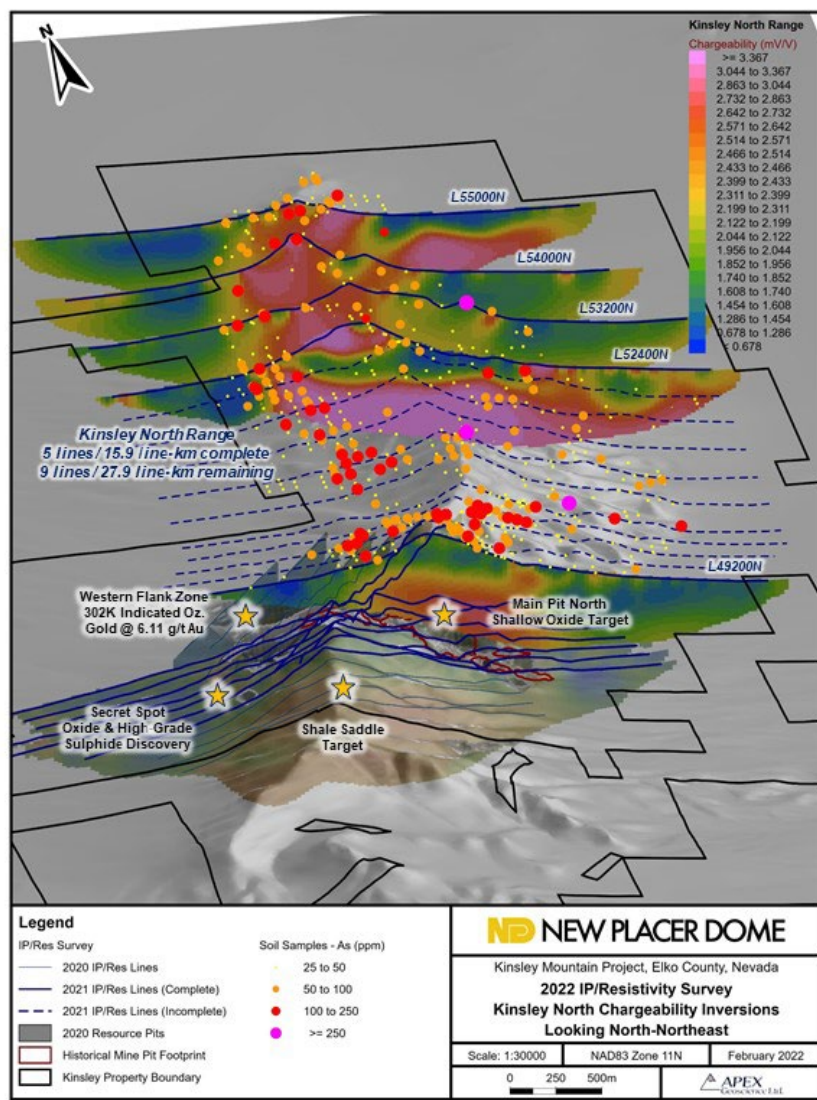 N
Kinsley North Range
Chargeability (mV/V)
>= 3.367
3.044 to 3.367
2.863 to 3.044
2.732 to 2.863
2.642 to 2.732
2.571 to 2.642
2.514 to 2.571
2.466 to 2.514
2.433 to 2.466
2.399 to 2.433
2.311 to 2.399
2.199 to 2.311
2.122 to 2.199
2.044 to 2.122
1.956 to 2.044
1.852 to 1.956
1.740 to 1.852
1.608 to 1.740
1.454 to 1.608
1.286 to 1.454
0.678 to 1.286
< 0.678
L55000N
L54000N
L53200N
L52400N
Kinsley North Range
5 lines / 15.9 line-km complete
9 lines / 27.9 line-km remaining
L49200N
Western Flank Zone
302K Indicated Oz.
Gold @ 6.11 g/t Au
Main Pit North
Shallow Oxide Target
Secret Spot
Oxide & High-Grade
Sulphide Discovery
Shale Saddle
Target
Legend
IP/Res Survey
2020 IP/Res Lines
2021 IP/Res Lines (Complete)
2021 IP/Res Lines (Incomplete)
2020 Resource Pits
Historical Mine Pit Footprint
Kinsley Property Boundary
Soil Samples - As (ppm)
25 to 50
50 to 100
100 to 250
>= 250
NEW PLACER DOME
Kinsley Mountain Project, Elko County, Nevada
2022 IP/Resistivity Survey
Kinsley North Chargeability Inversions
Looking North-Northeast
Scale: 1:30000
NAD83 Zone 11N
February 2022
0 250 500m
APEX
Geoscience Ltd.